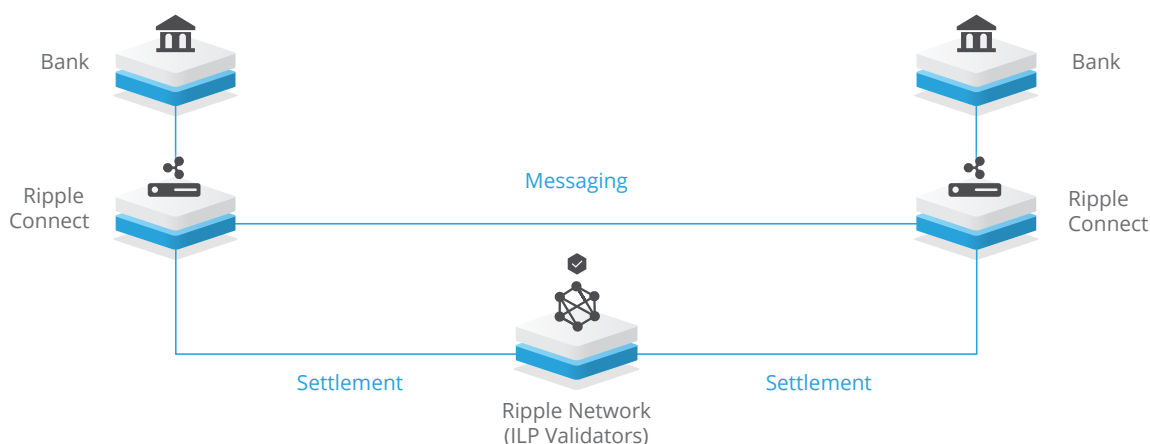 Bank
Bank
Messaging
Ripple
Connect
Ripple
Connect
Settlement
Settlement
Ripple Network
(ILP Validators)